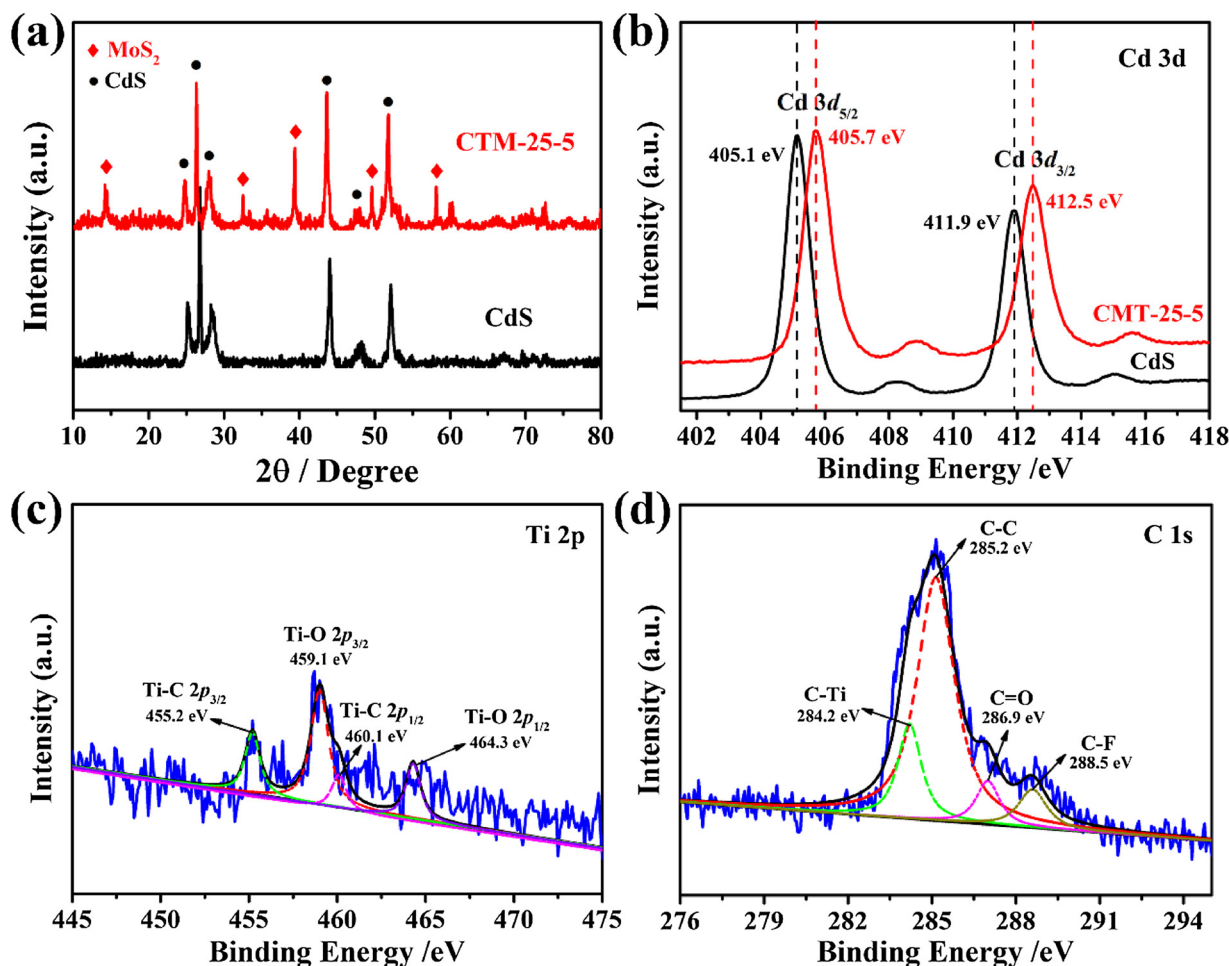 (a)
MoS2
CdS
CTM-25-5
CdS
Intensity (a.u.)
10 20 30 40 50 60 70 80
2θ / Degree
(b)
Cd 3d
Cd 3d5/2
405.7 eV
405.1 eV
Cd 3d3/2
412.5 eV
411.9 eV
CMT-25-5
CdS
Intensity (a.u.)
402 404 406 408 410 412 414 416 418
Binding Energy /eV
(c)
Ti 2p
Ti-O 2p3/2
459.1 eV
Ti-C 2p3/2
455.2 eV
Ti-C 2p1/2
460.1 eV
Ti-O 2p1/2
464.3 eV
Intensity (a.u.)
445 450 455 460 465 470 475
Binding Energy /eV
(d)
C 1s
C-C
285.2 eV
C-Ti
284.2 eV
C=O
286.9 eV
C-F
288.5 eV
Intensity (a.u.)
276 279 282 285 288 291 294
Binding Energy /eV